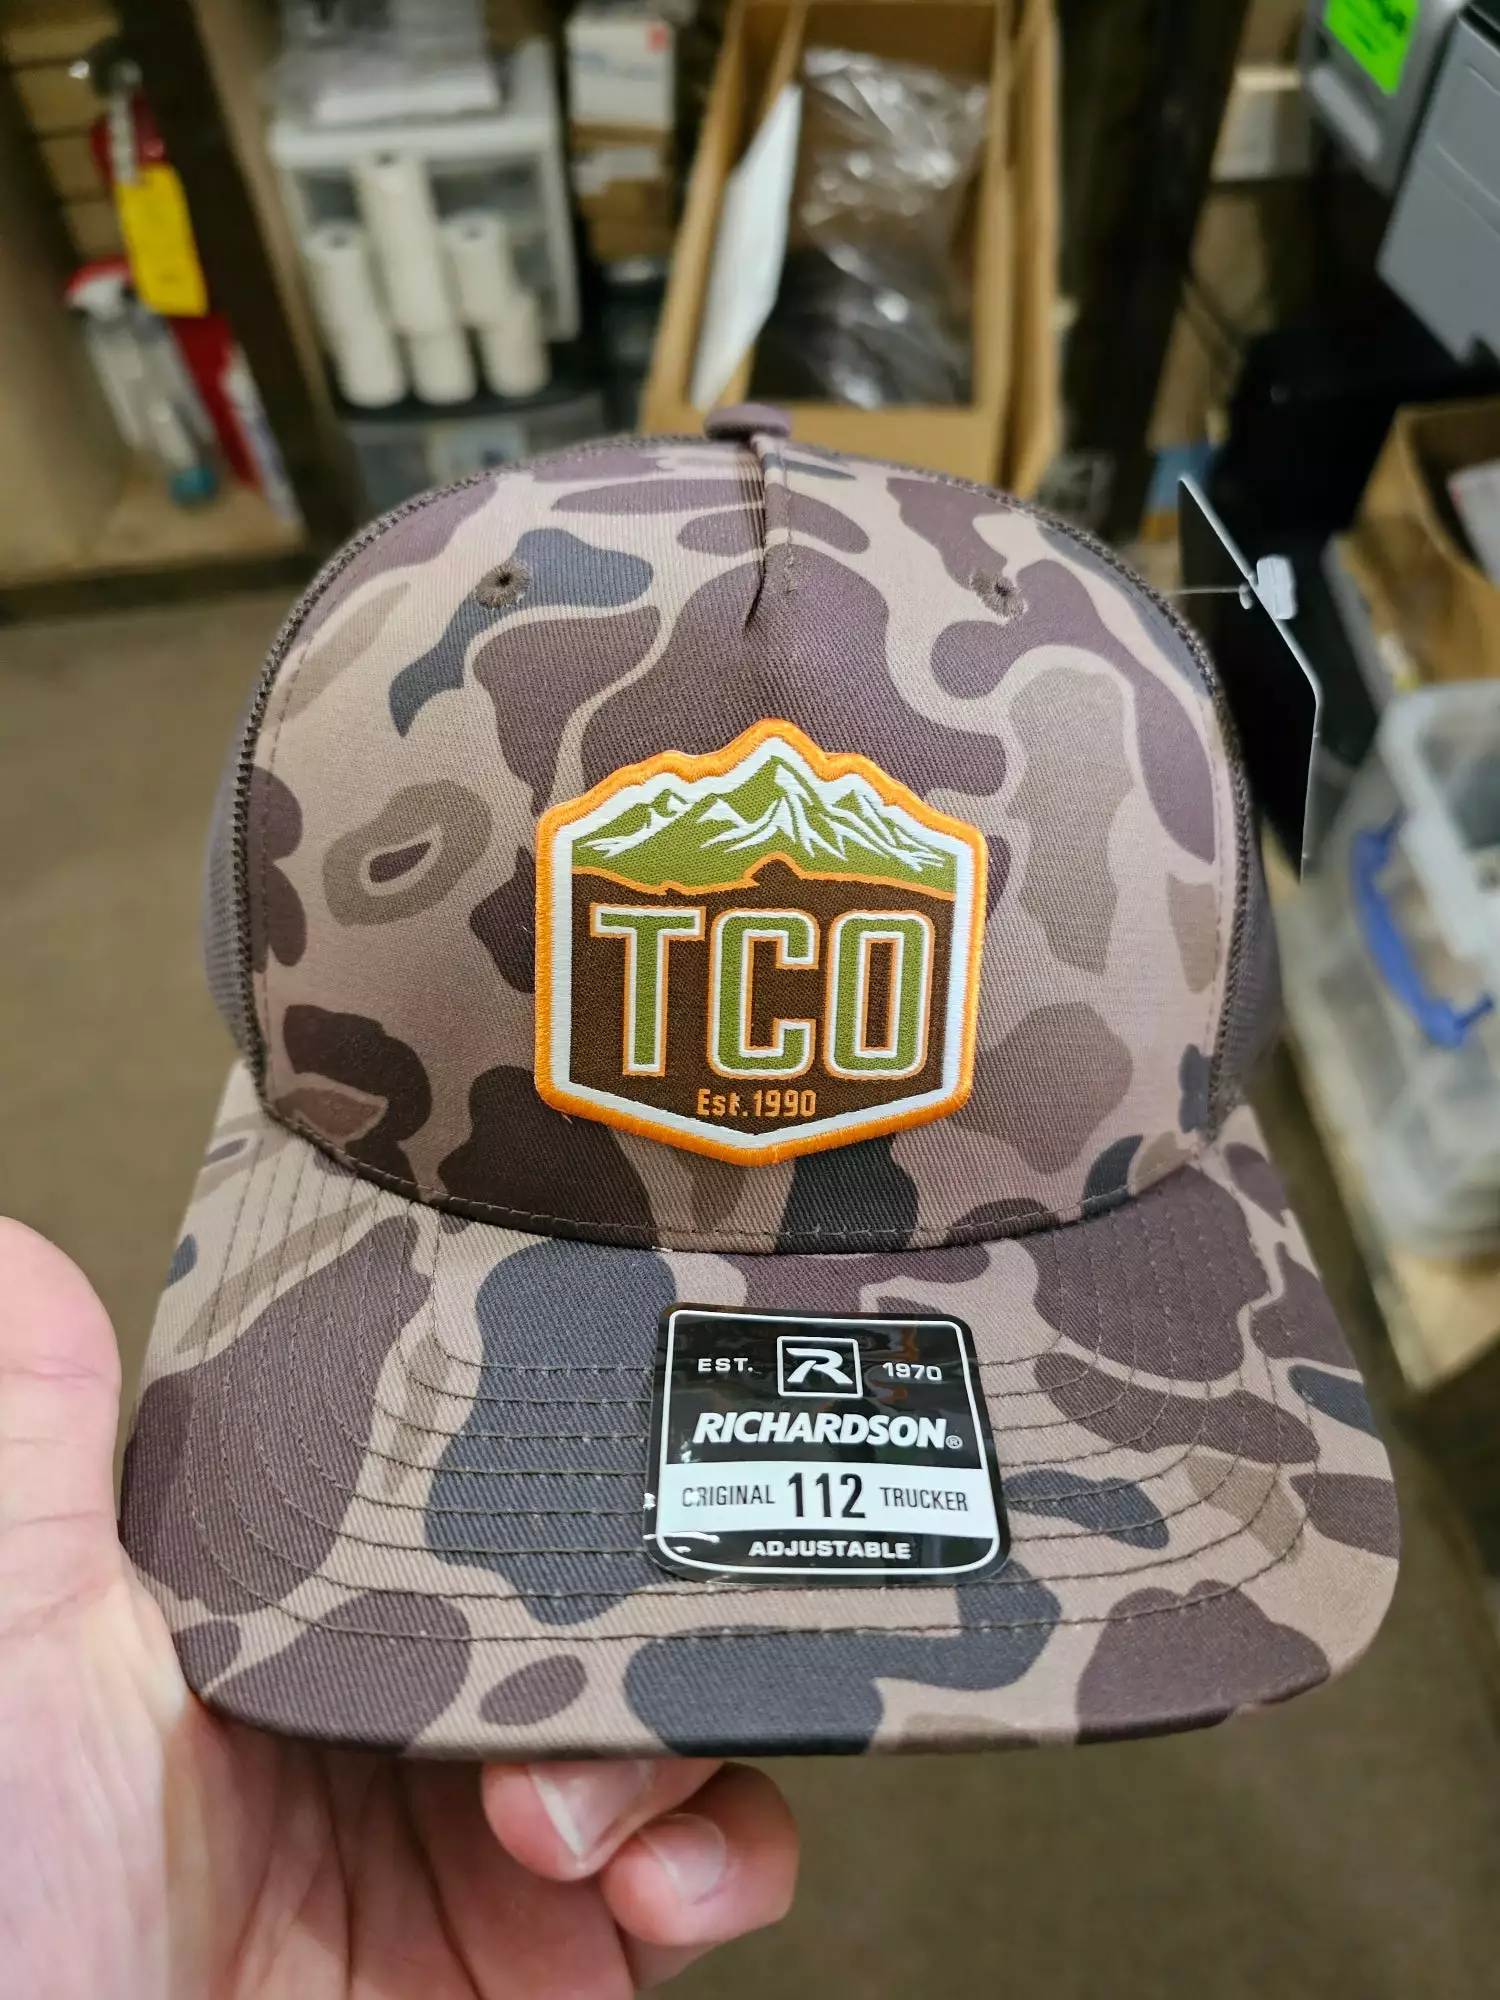 TCO
Est.1990
EST. R 1970
RICHARDSON®
ORIGINAL 112 TRUCKER
ADJUSTABLE